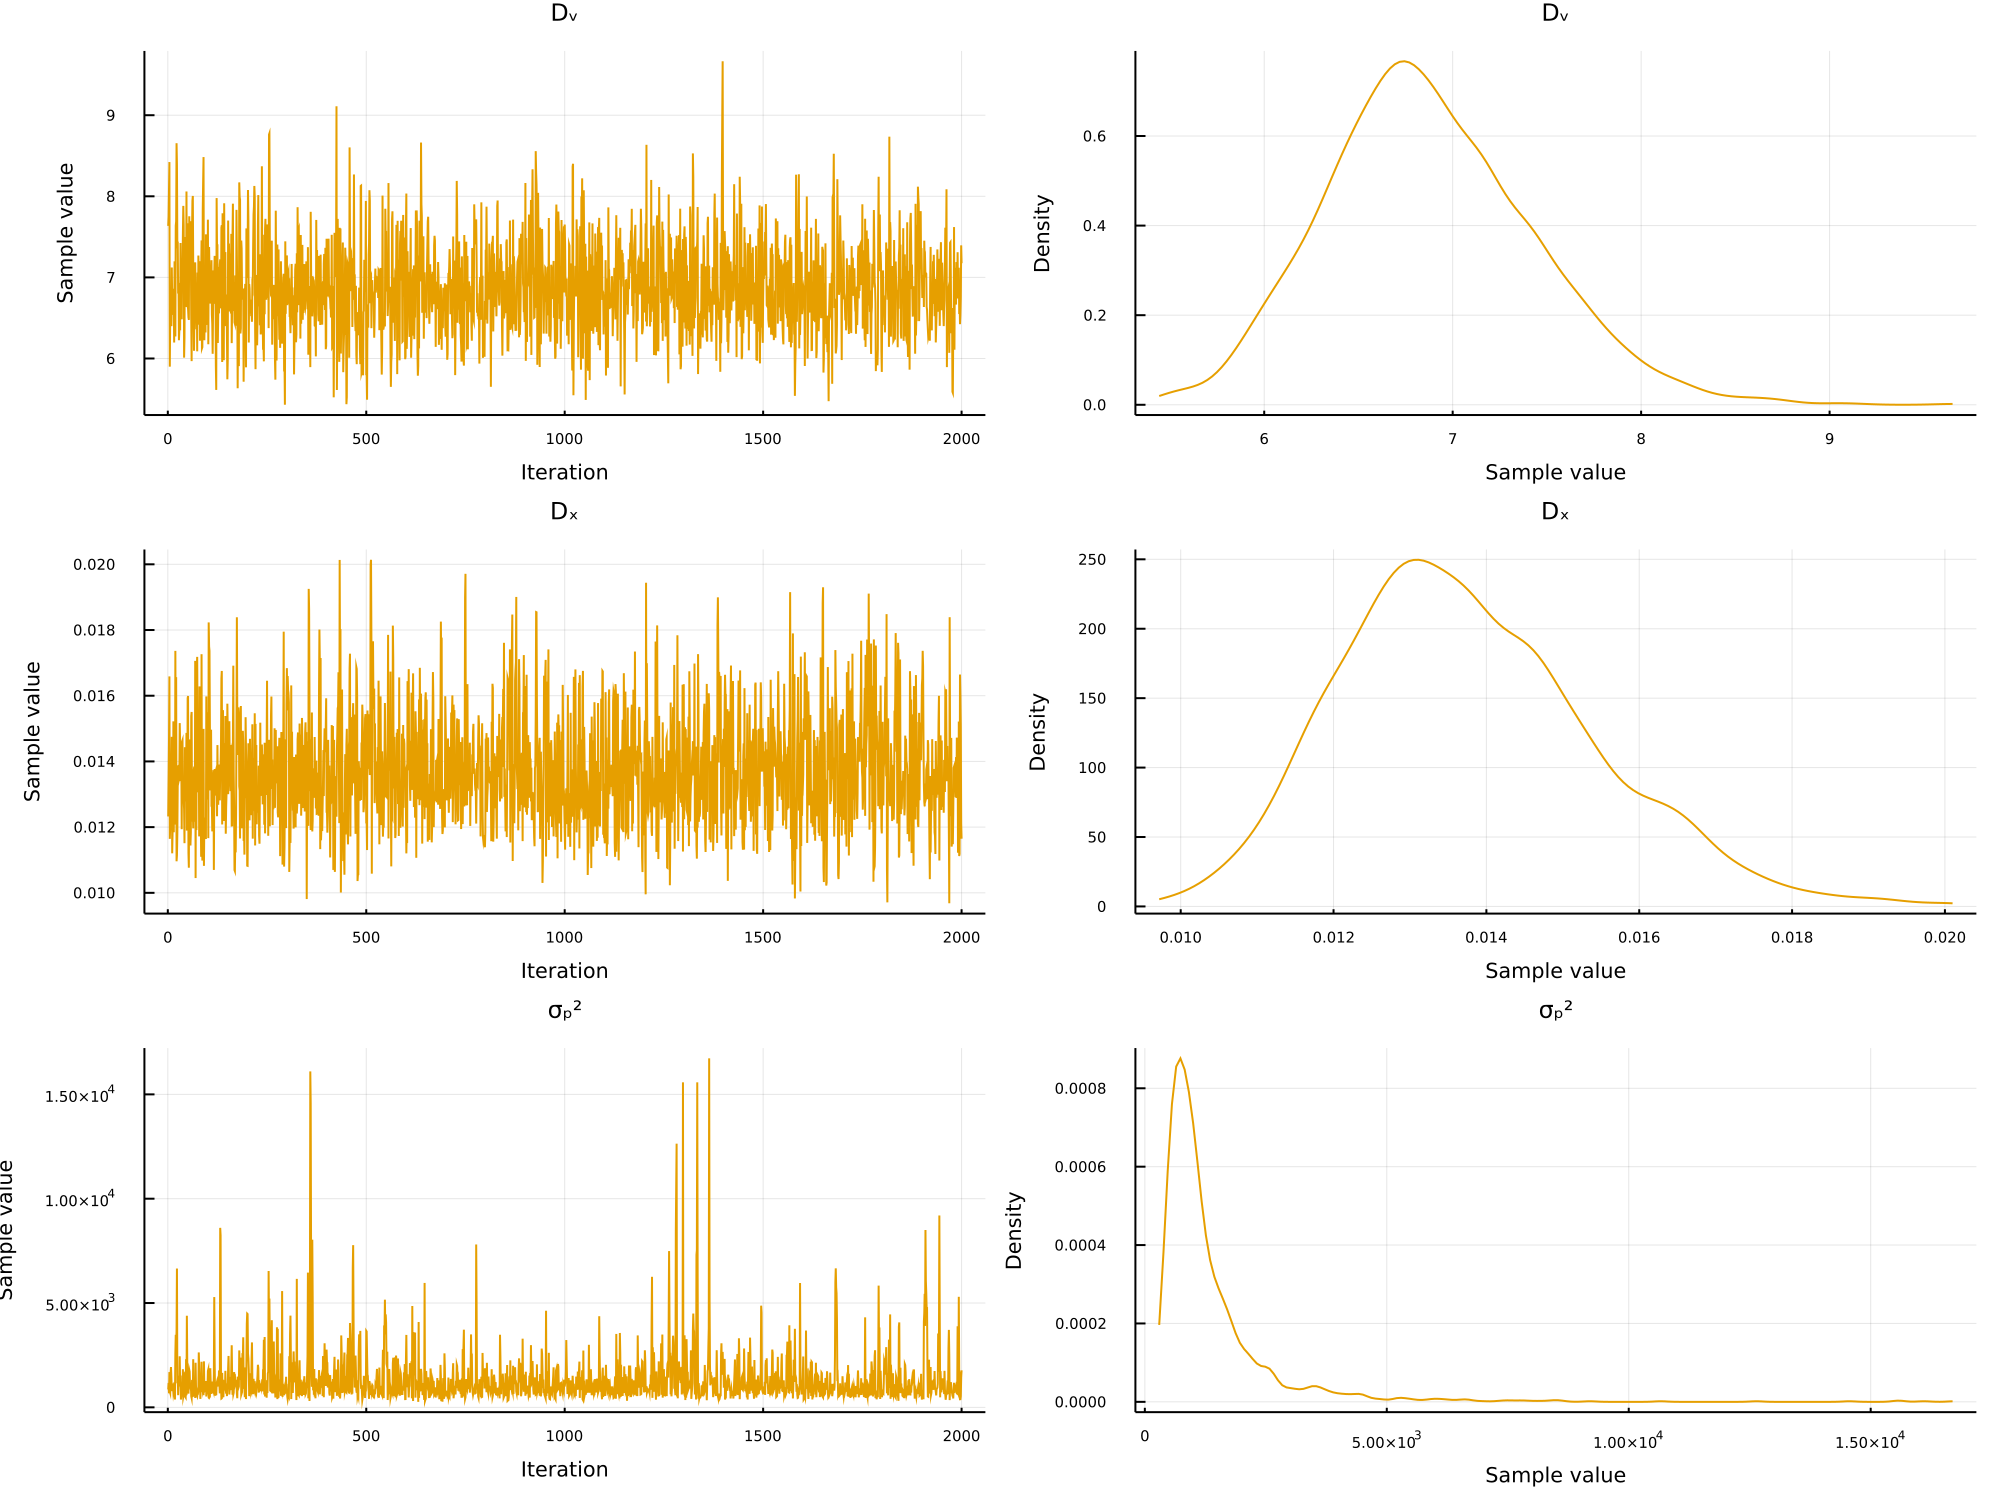 Dᵥ
Dᵥ
Sample value
9
8
7
6
0 500 1000 1500 2000
Iteration
Density
0.6
0.4
0.2
0.0
6 7 8 9
Sample value
Dₓ
Dₓ
Sample value
0.020
0.018
0.016
0.014
0.012
0.010
0 500 1000 1500 2000
Iteration
Density
250
200
150
100
50
0
0.010 0.012 0.014 0.016 0.018 0.020
Sample value
σₚ²
σₚ²
Sample value
1.50×10⁴
1.00×10⁴
5.00×10³
0
0 500 1000 1500 2000
Iteration
Density
0.0008
0.0006
0.0004
0.0002
0.0000
0 5.00×10³ 1.00×10⁴ 1.50×10⁴
Sample value